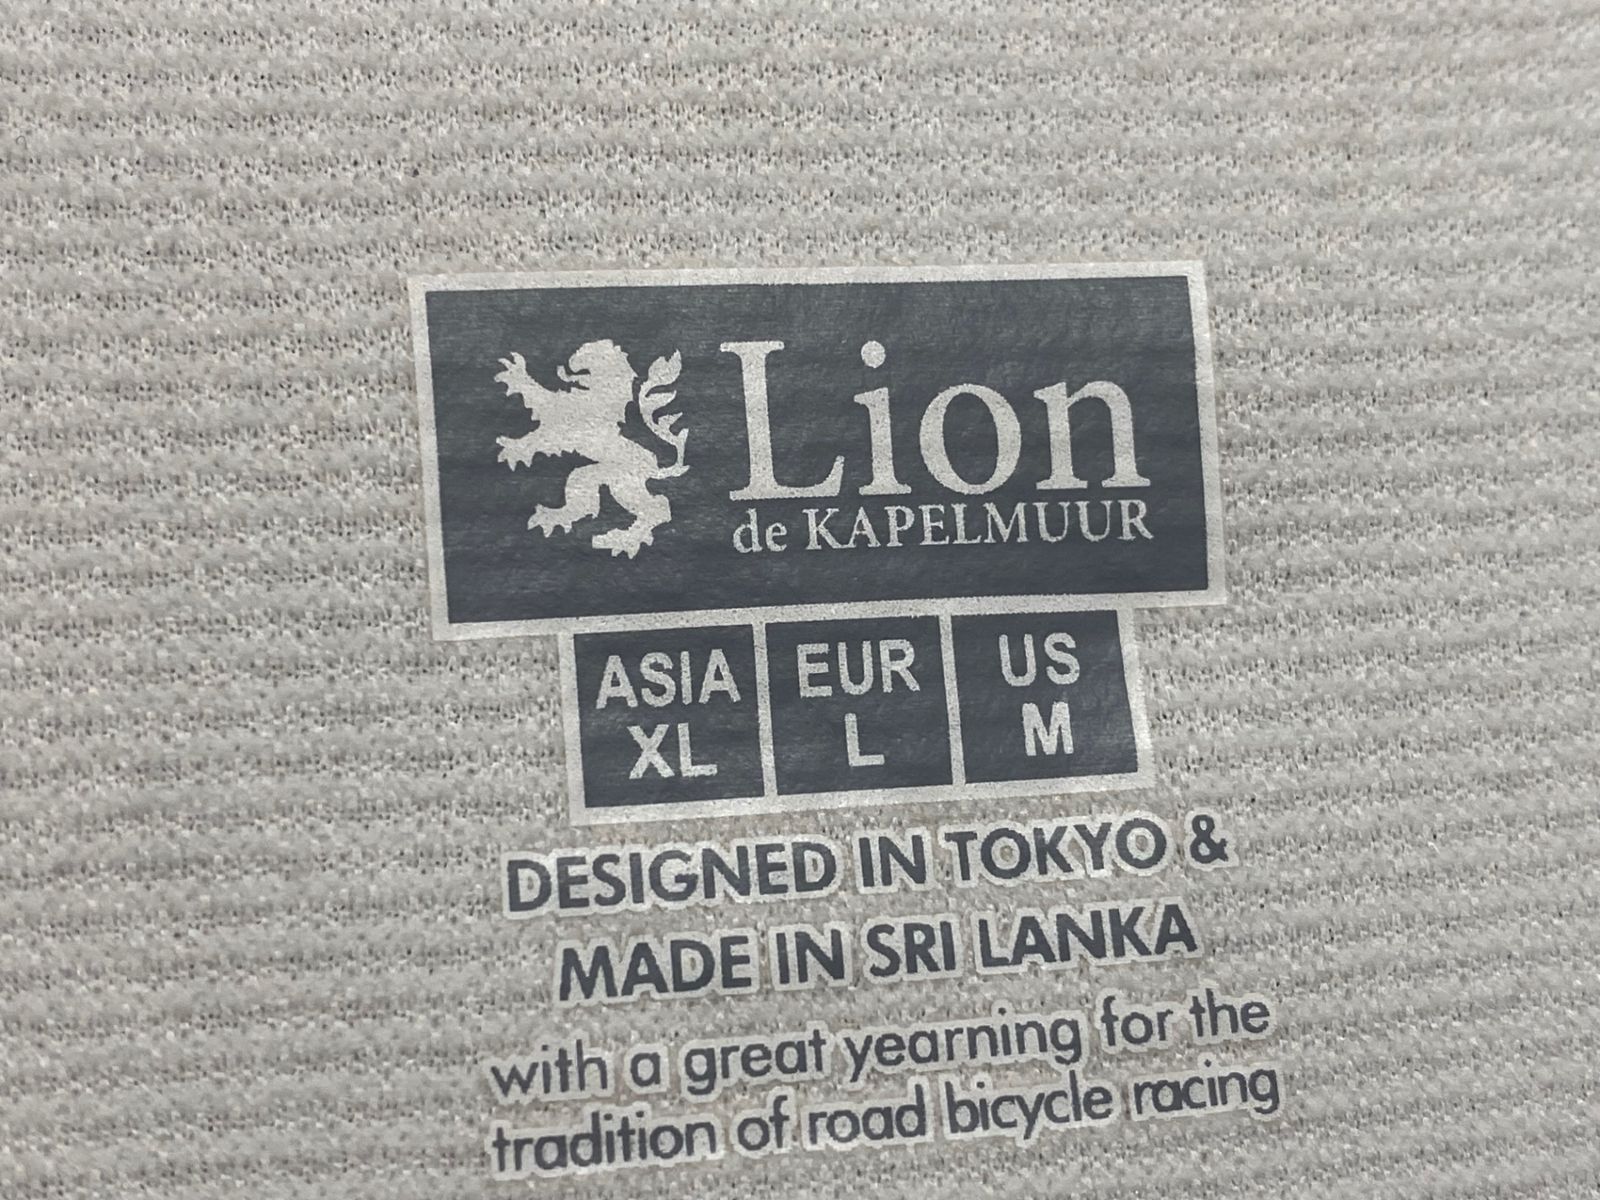 Lion
de KAPELMUUR
ASIA EUR US
XL L M
DESIGNED IN TOKYO &
MADE IN SRI LANKA
with a great yearning for the
tradition of road bicycle racing